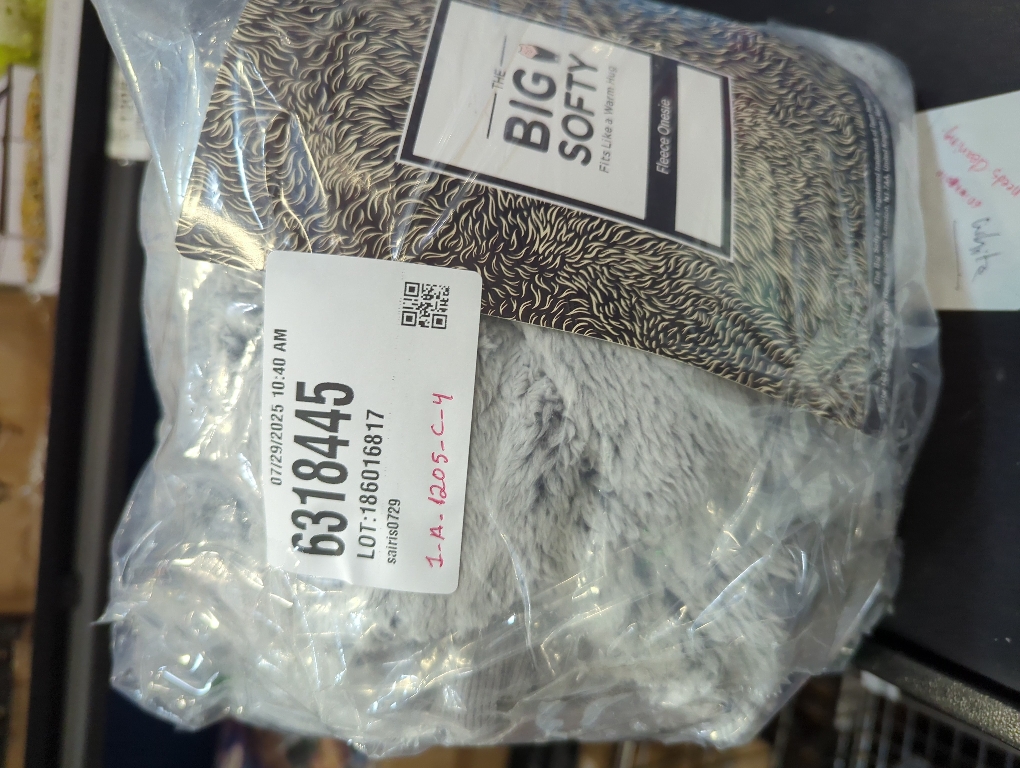 THE
BIG
SOFTY
Fits Like a Warm Hug
Fleece Onesie
07/29/2025 10:40 AM
6318445
LOT:186016817
sairis0729
1-A-1205-C-4